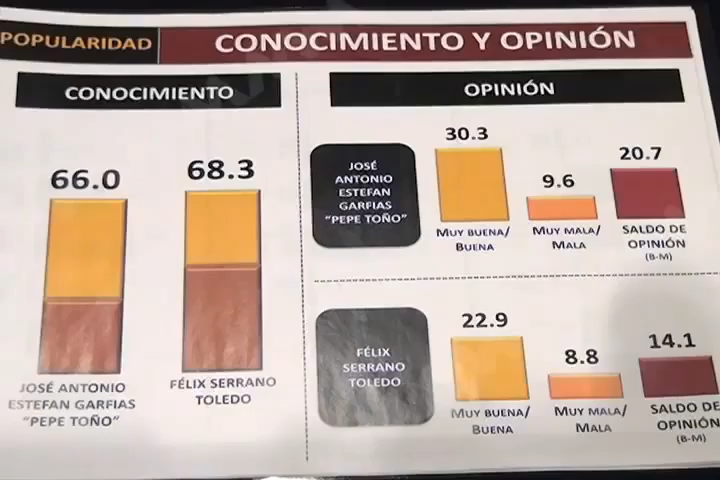 POPULARIDAD
CONOCIMIENTO Y OPINIÓN
CONOCIMIENTO
66.0
68.3
JOSÉ ANTONIO
ESTEFAN GARFIAS
"PEPE TOÑO"
FÉLIX SERRANO
TOLEDO
OPINIÓN
JOSÉ
ANTONIO
ESTEFAN
GARFIAS
"PEPE TOÑO"
30.3
9.6
20.7
MUY BUENA/
BUENA
MUY MALA/
MALA
SALDO DE
OPINIÓN
(B-M)
FÉLIX
SERRANO
TOLEDO
22.9
8.8
14.1
MUY BUENA/
BUENA
MUY MALA/
MALA
SALDO DE
OPINIÓN
(B-M)